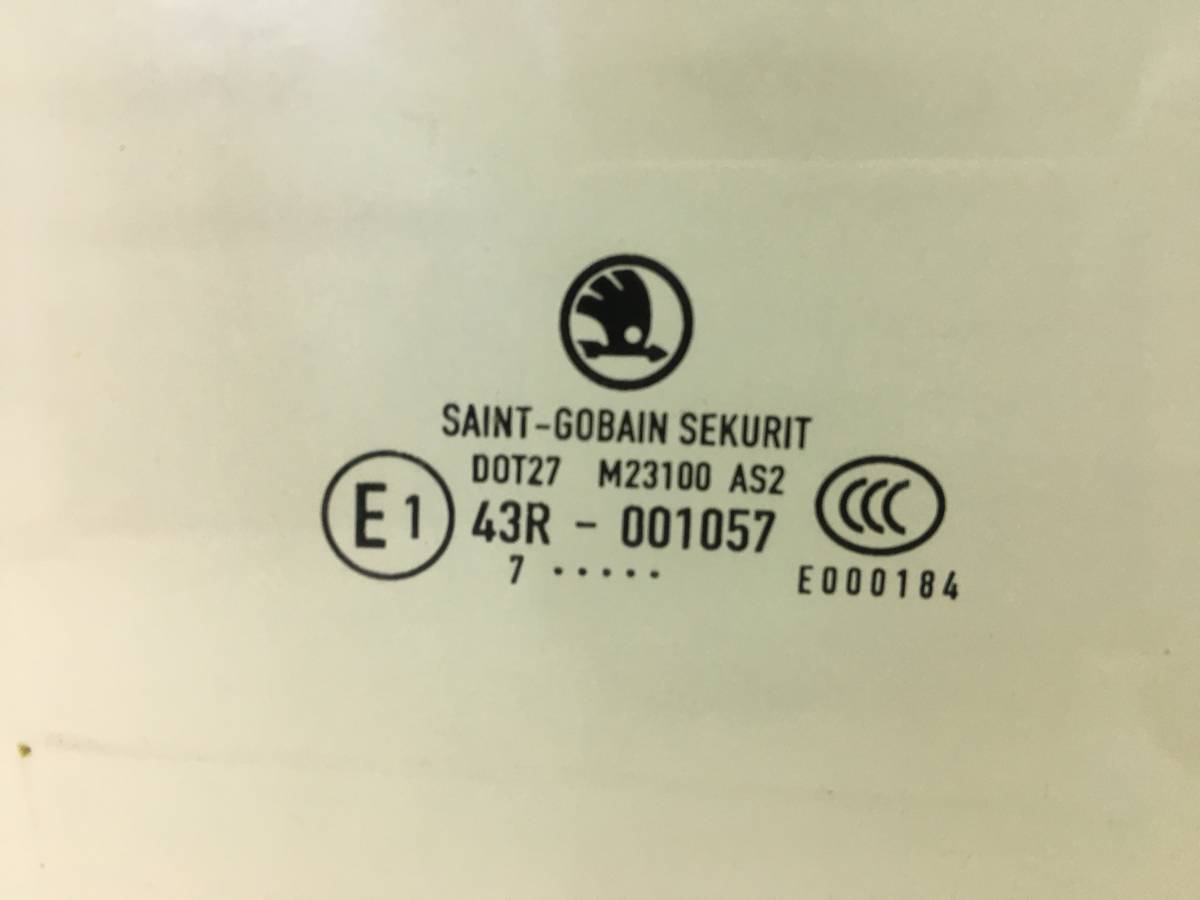 SAINT-GOBAIN SEKURIT
DOT27 M23100 AS2
E1
43R - 001057
CCC
7 · · · · ·
E000184